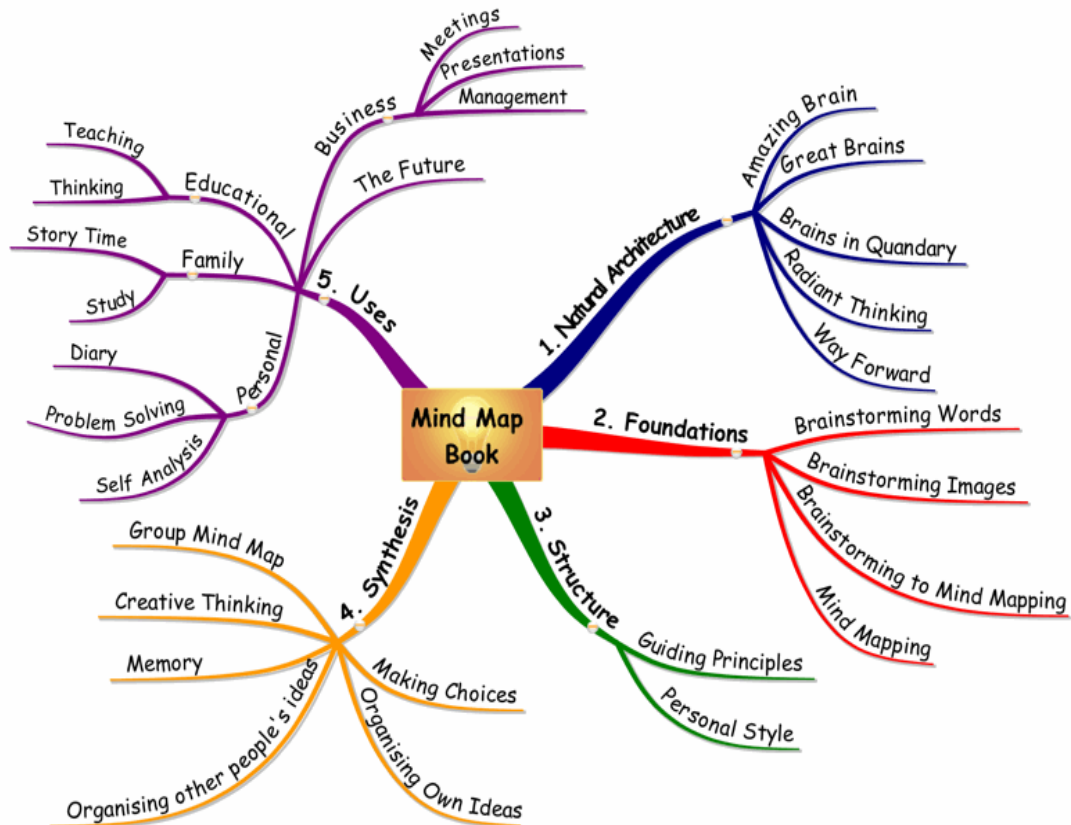 Mind Map
Book
1. Natural Architecture
Amazing Brain
Great Brains
Brains in Quandary
Radiant Thinking
Way Forward
2. Foundations
Brainstorming Words
Brainstorming Images
Brainstorming to Mind Mapping
Mind Mapping
3. Structure
Guiding Principles
Personal Style
4. Synthesis
Group Mind Map
Creative Thinking
Memory
Organising other people's ideas
Organising Own Ideas
Making Choices
5. Uses
Business
Meetings
Presentations
Management
The Future
Educational
Teaching
Thinking
Family
Story Time
Study
Personal
Diary
Problem Solving
Self Analysis